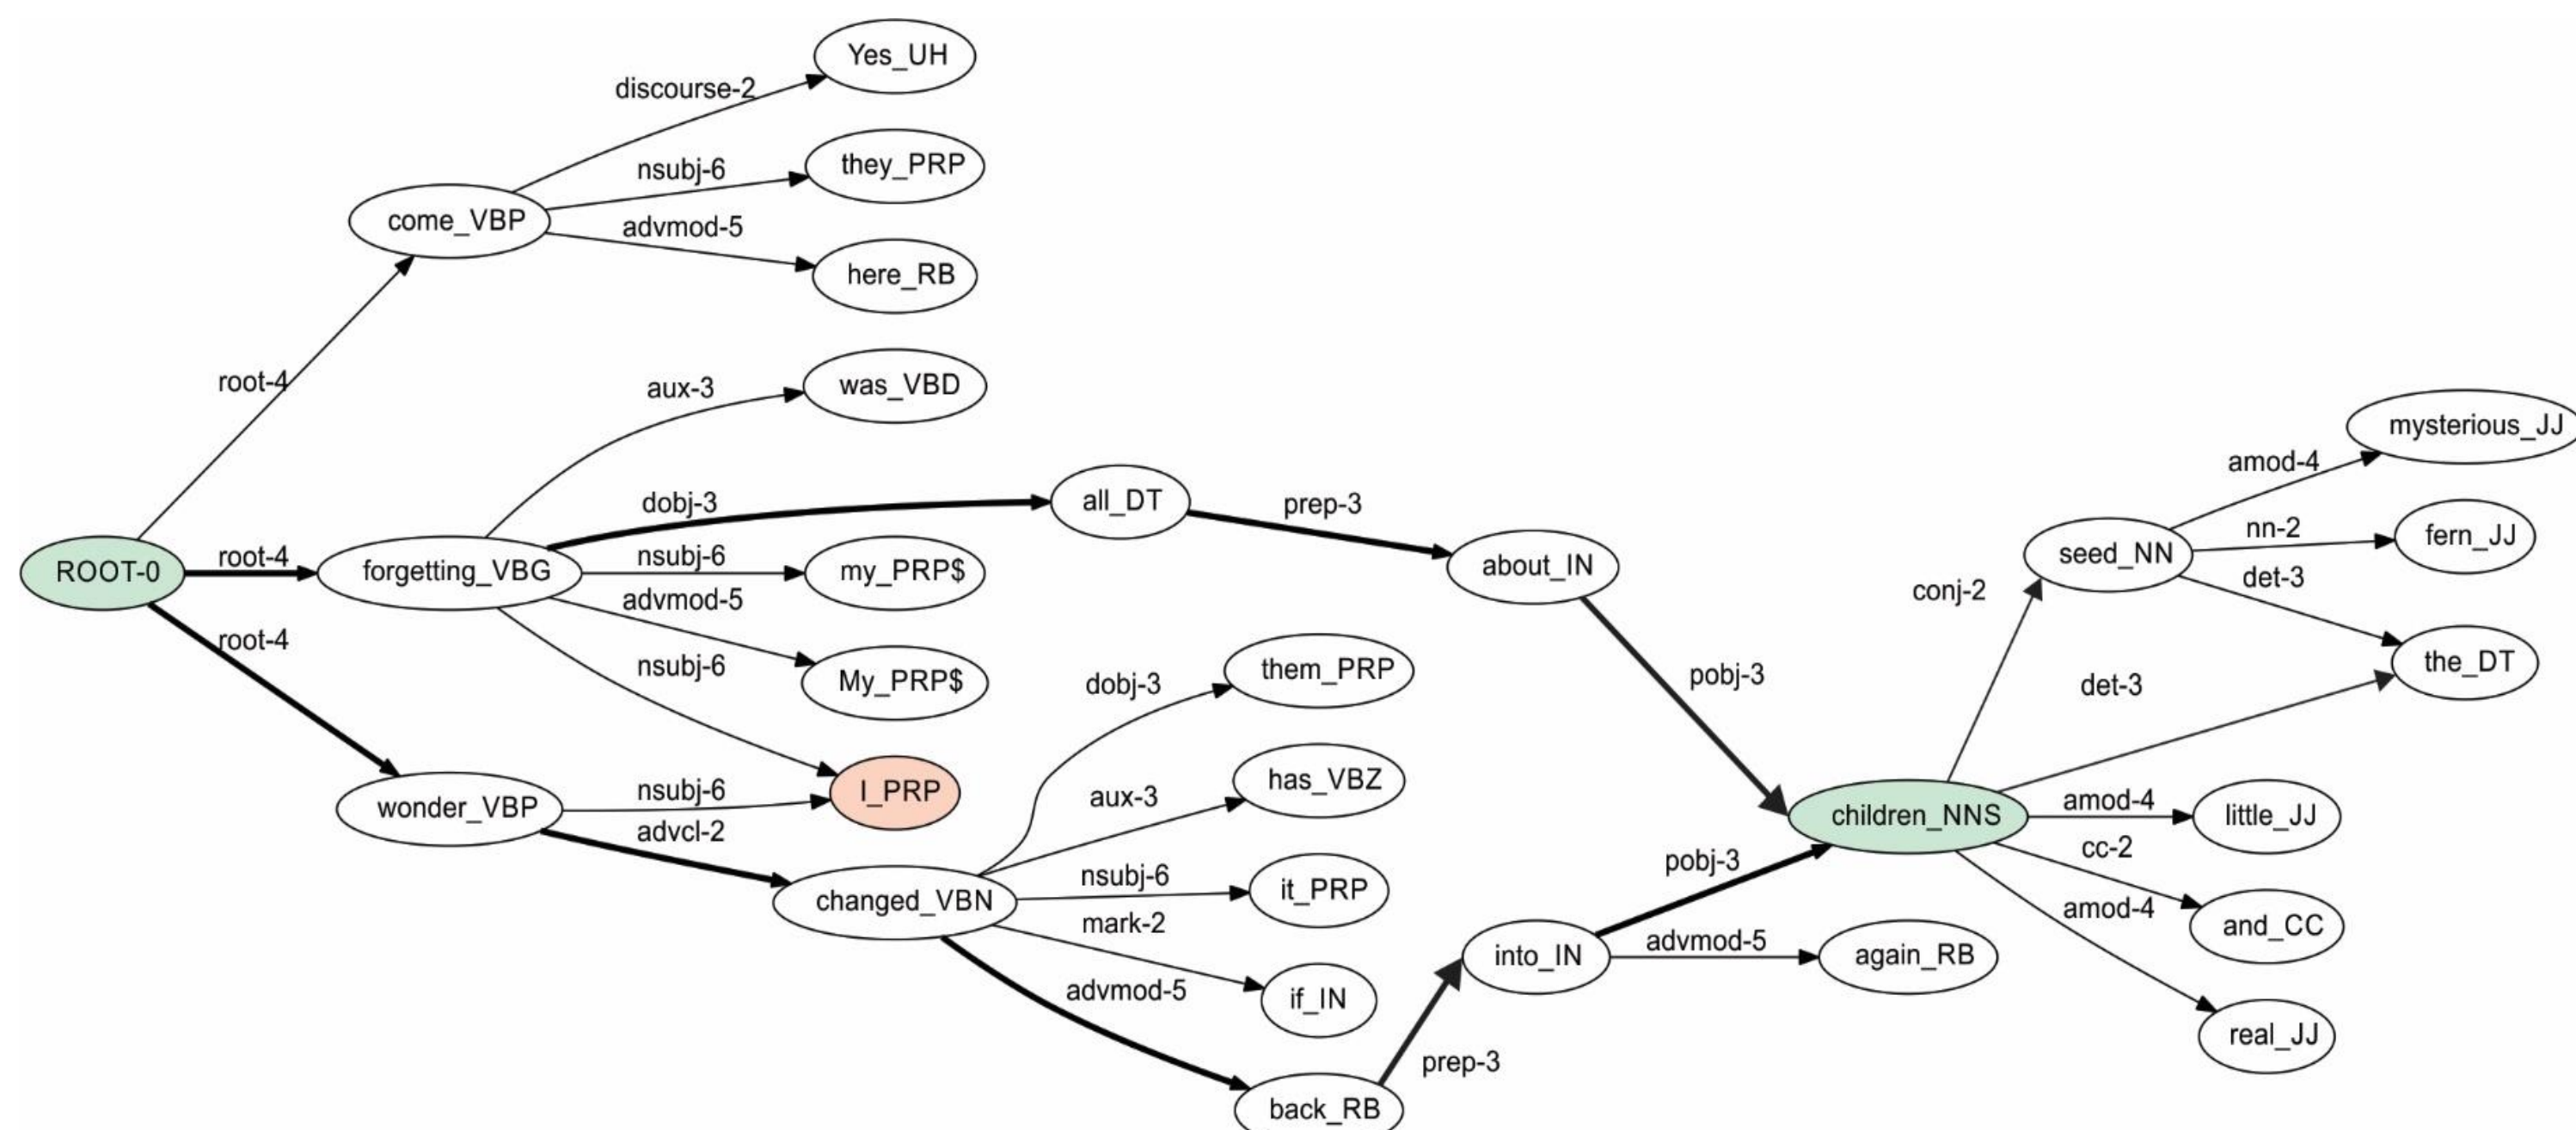 Yes_UH
discourse-2
they_PRP
nsubj-6
come_VBP
advmod-5
here_RB
root-4
aux-3
was_VBD
mysterious_JJ
amod-4
dobj-3
all_DT
prep-3
nn-2
fern_JJ
seed_NN
root-4
nsubj-6
ROOT-0
forgetting_VBG
my_PRP$
about_IN
det-3
conj-2
advmod-5
root-4
the_DT
nsubj-6
them_PRP
My_PRP$
dobj-3
pobj-3
det-3
has_VBZ
nsubj-6
I_PRP
aux-3
wonder_VBP
amod-4
children_NNS
little_JJ
advcl-2
cc-2
pobj-3
nsubj-6
it_PRP
changed_VBN
amod-4
mark-2
and_CC
advmod-5
into_IN
again_RB
advmod-5
if_IN
real_JJ
prep-3
back_RB